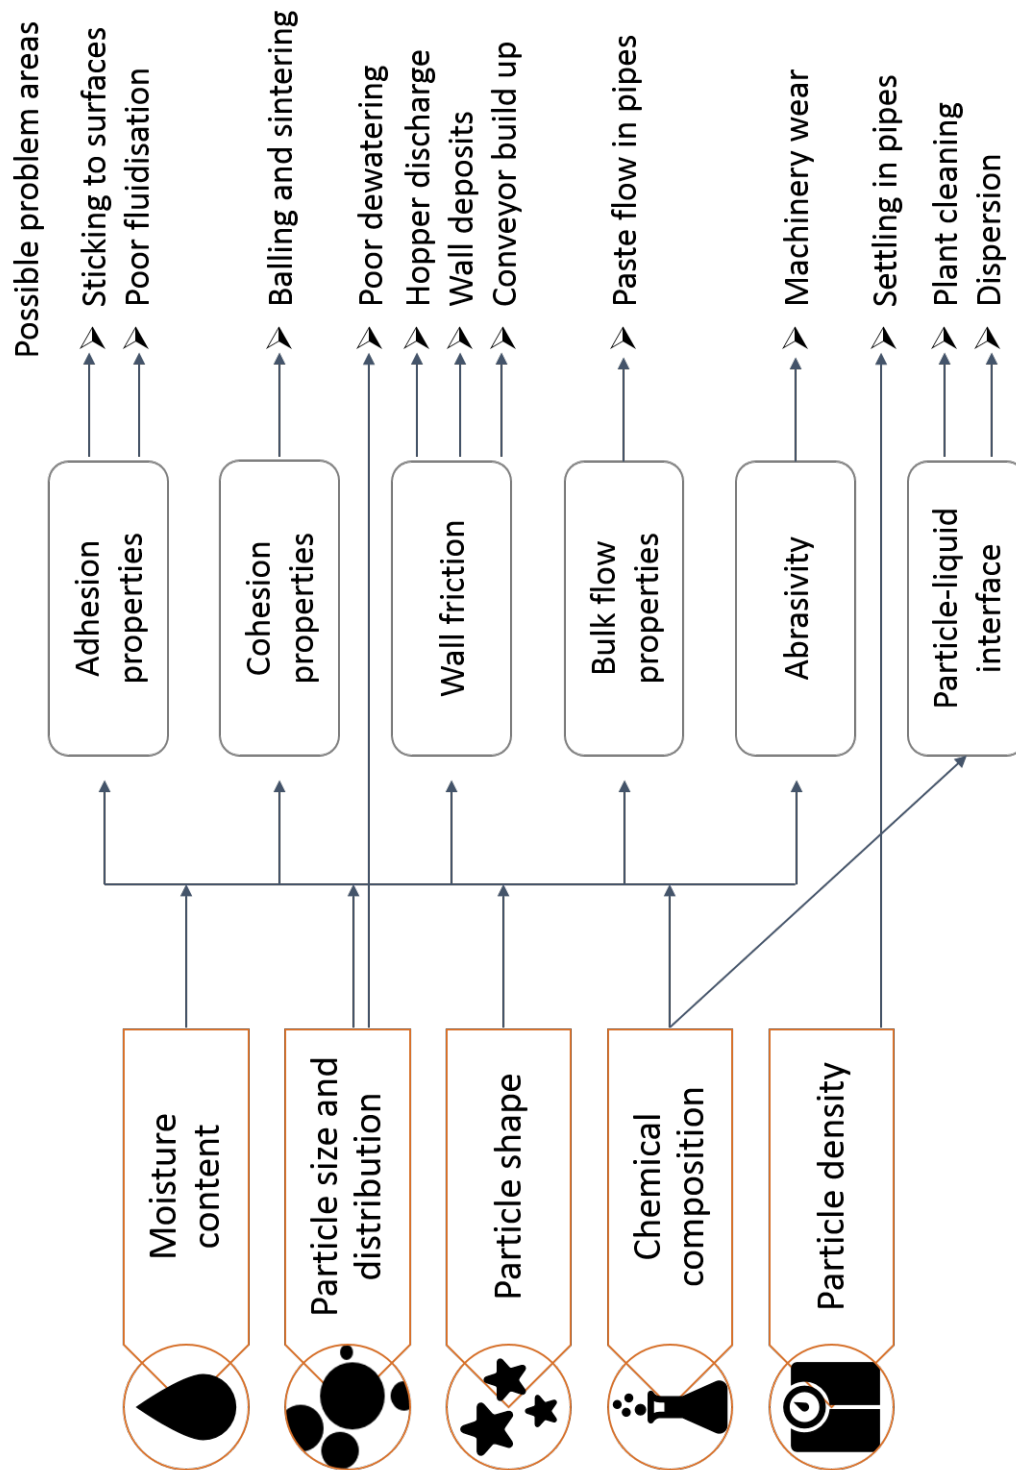 Possible problem areas
Moisture
content
Particle size and
distribution
Particle shape
Chemical
composition
Particle density
Adhesion
properties
Cohesion
properties
Wall friction
Bulk flow
properties
Abrasivity
Particle-liquid
interface
Sticking to surfaces
Poor fluidisation
Balling and sintering
Poor dewatering
Hopper discharge
Wall deposits
Conveyor build up
Paste flow in pipes
Machinery wear
Settling in pipes
Plant cleaning
Dispersion